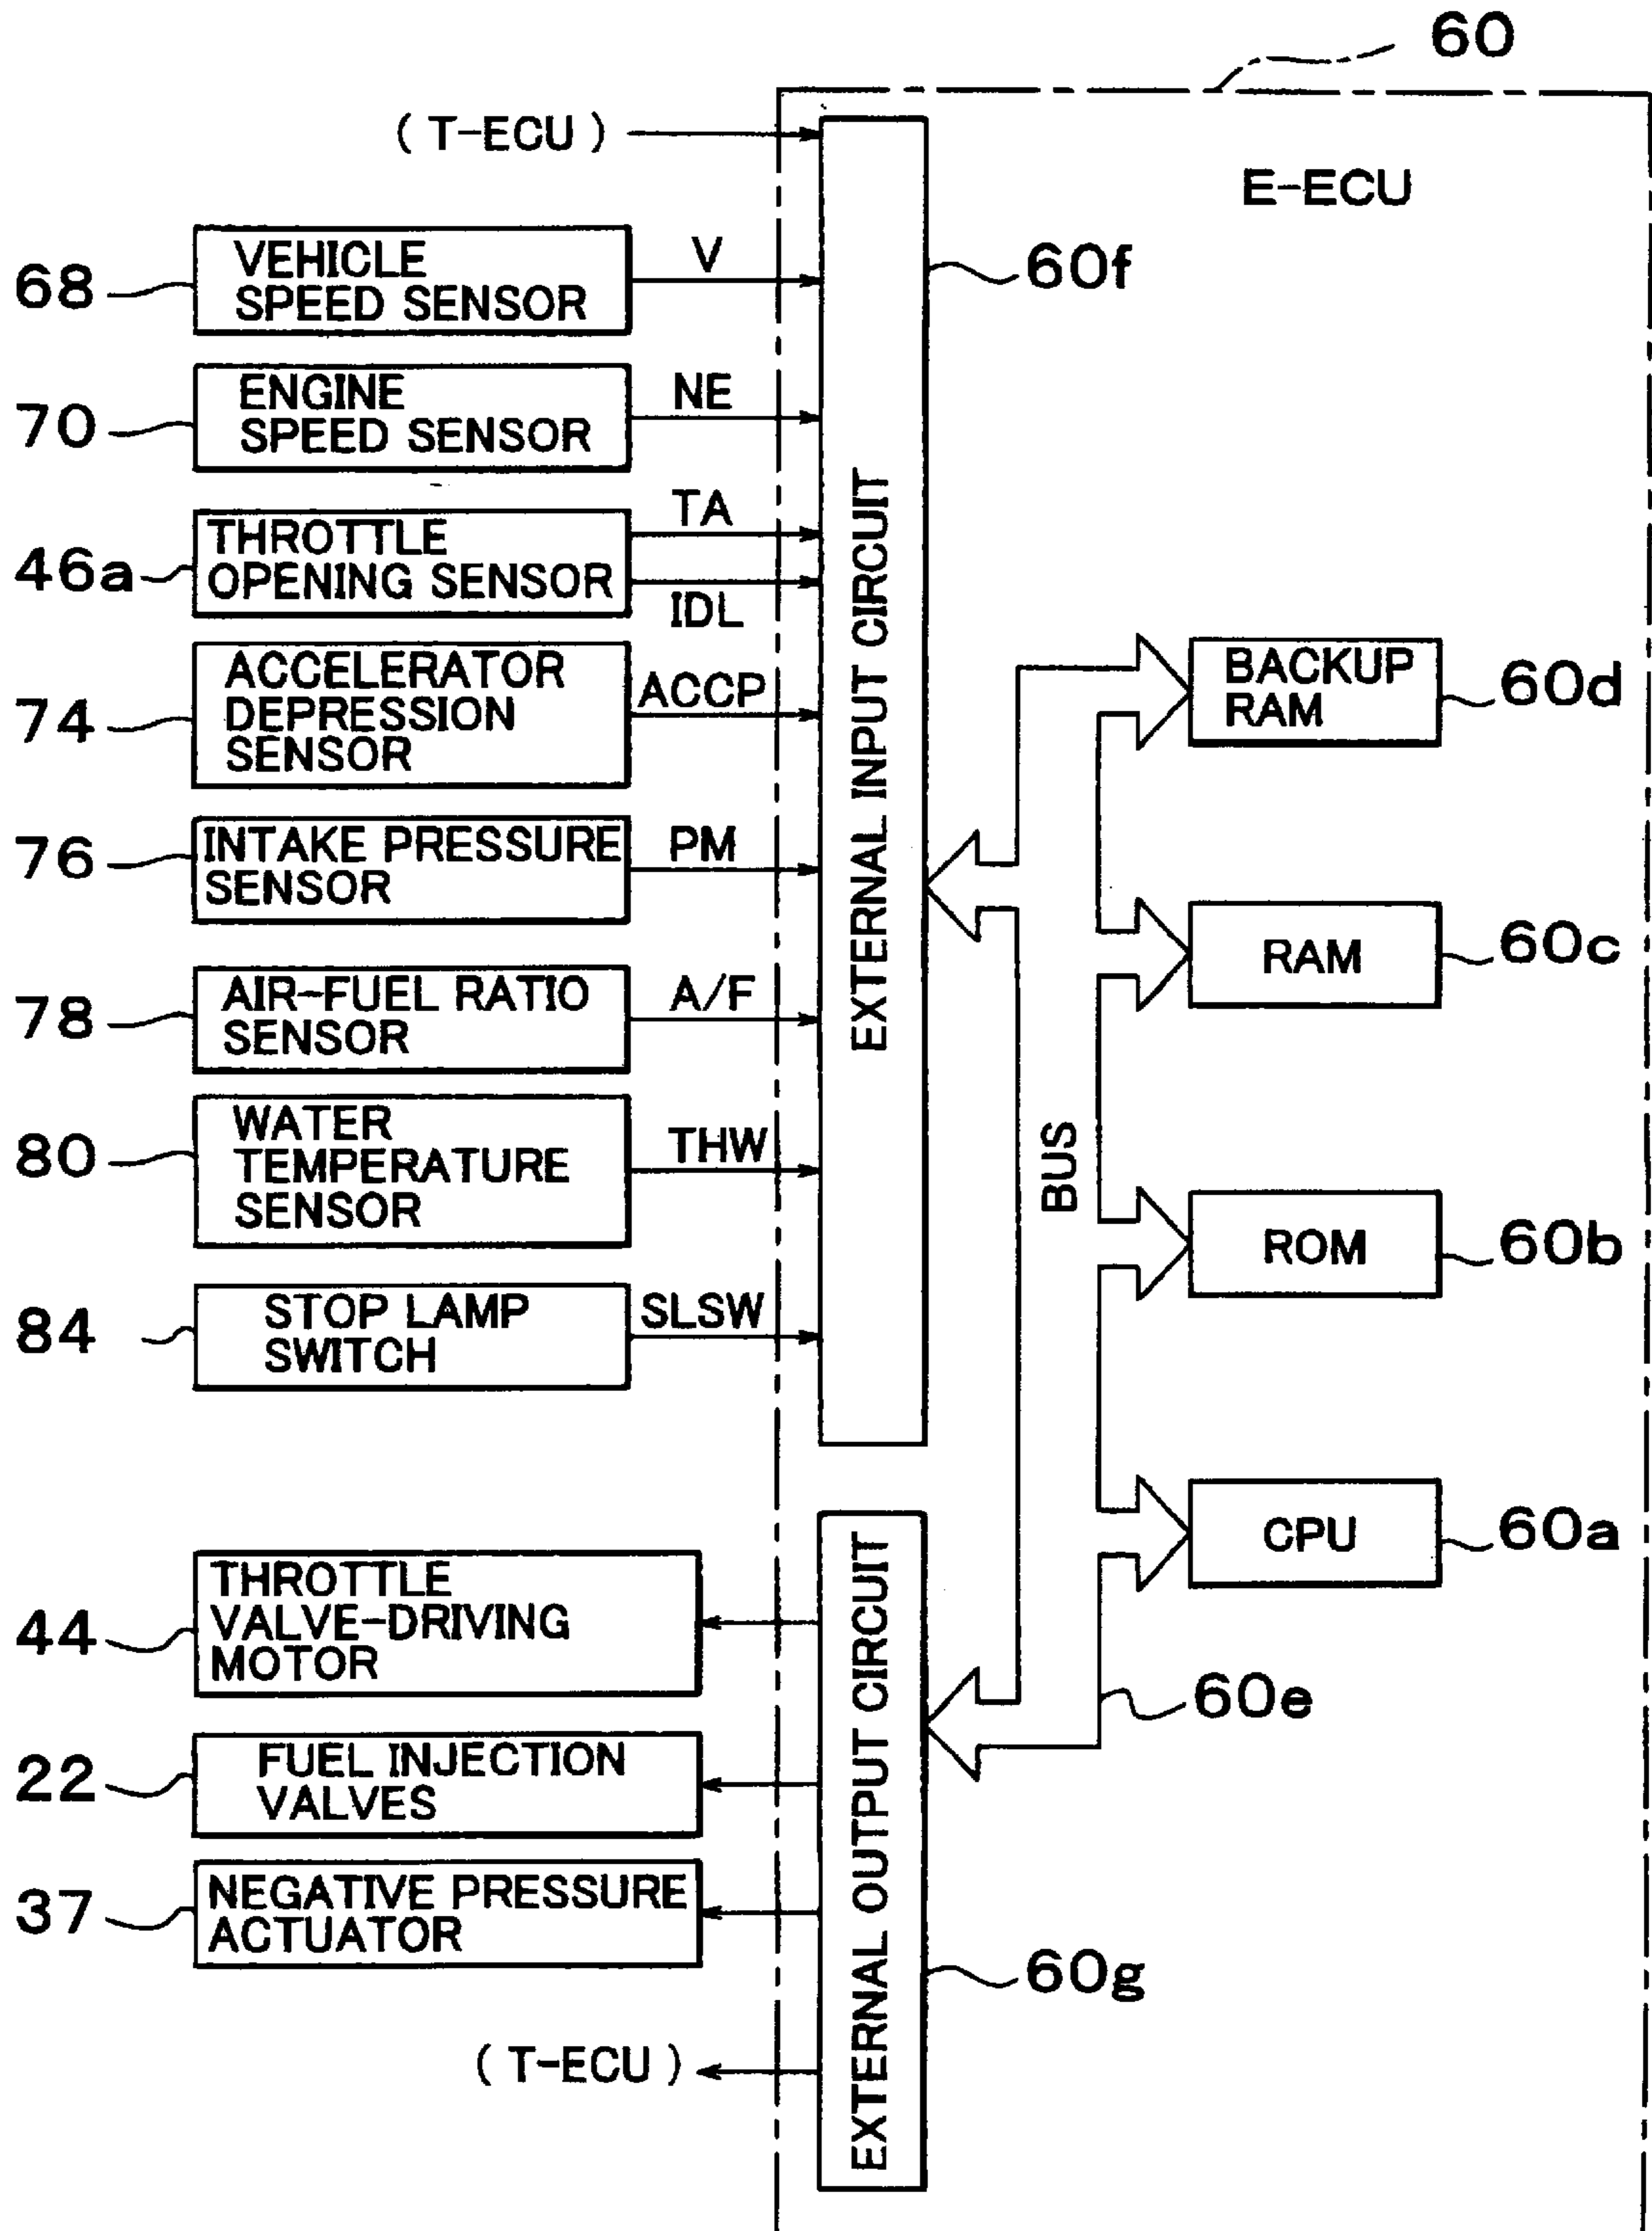 60
( T-ECU )
E-ECU
68
VEHICLE
SPEED SENSOR
V
60f
70
ENGINE
SPEED SENSOR
NE
46a
THROTTLE
OPENING SENSOR
TA
IDL
74
ACCELERATOR
DEPRESSION
SENSOR
ACCP
EXTERNAL INPUT CIRCUIT
BACKUP
RAM
60d
76
INTAKE PRESSURE
SENSOR
PM
RAM
60c
78
AIR-FUEL RATIO
SENSOR
A/F
80
WATER
TEMPERATURE
SENSOR
THW
BUS
ROM
60b
84
STOP LAMP
SWITCH
SLSW
CPU
60a
44
THROTTLE
VALVE-DRIVING
MOTOR
EXTERNAL OUTPUT CIRCUIT
60e
22
FUEL INJECTION
VALVES
37
NEGATIVE PRESSURE
ACTUATOR
60g
( T-ECU )